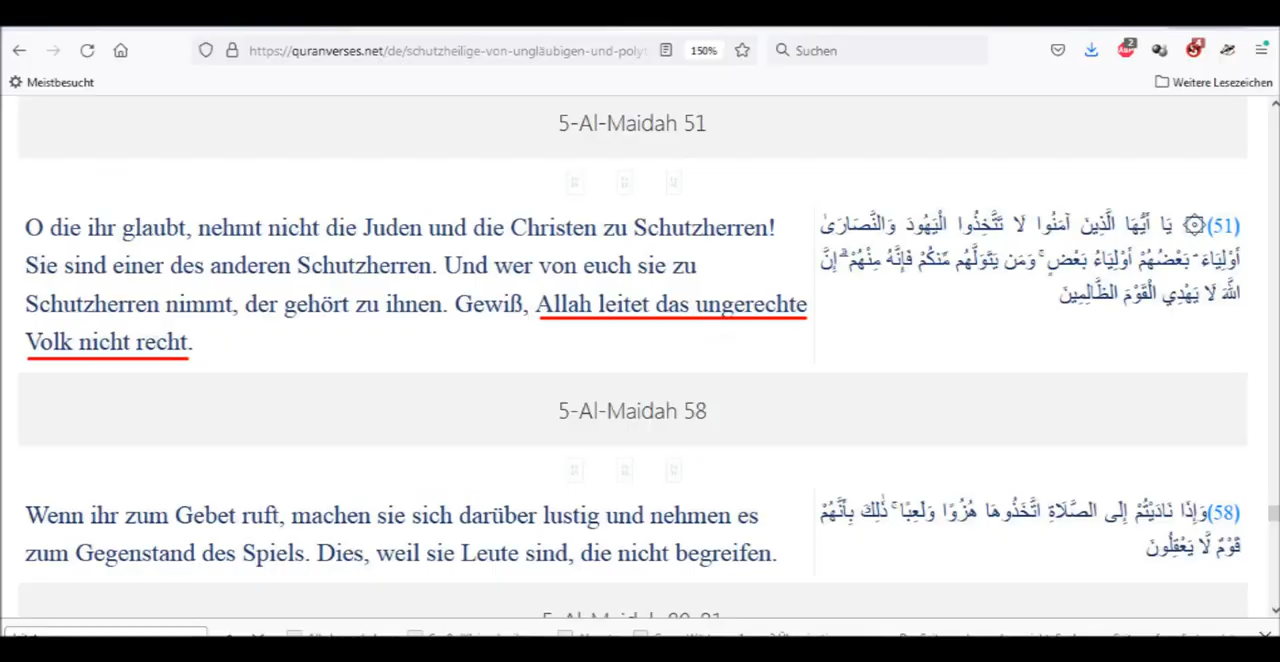 https://quranverses.net/de/schutzheilige-von-ungläubigen-und-poly
150%
Suchen
Meistbesucht
Weitere Lesezeichen
5-Al-Maidah 51
O die ihr glaubt, nehmt nicht die Juden und die Christen zu Schutzherren!
Sie sind einer des anderen Schutzherren. Und wer von euch sie zu
Schutzherren nimmt, der gehört zu ihnen. Gewiß, Allah leitet das ungerechte
Volk nicht recht.
(51)۞ يَا أَيُّهَا الَّذِينَ آمَنُوا لَا تَتَّخِذُوا الْيَهُودَ وَالنَّصَارَىٰ
أَوْلِيَاءَ ۘ بَعْضُهُمْ أَوْلِيَاءُ بَعْضٍ ۚ وَمَن يَتَوَلَّهُم مِّنكُمْ فَإِنَّهُ مِنْهُمْ ۗ إِنَّ
اللَّهَ لَا يَهْدِي الْقَوْمَ الظَّالِمِينَ
5-Al-Maidah 58
Wenn ihr zum Gebet ruft, machen sie sich darüber lustig und nehmen es
zum Gegenstand des Spiels. Dies, weil sie Leute sind, die nicht begreifen.
(58)وَإِذَا نَادَيْتُمْ إِلَى الصَّلَاةِ اتَّخَذُوهَا هُزُوًا وَلَعِبًا ۚ ذَٰلِكَ بِأَنَّهُمْ
قَوْمٌ لَّا يَعْقِلُونَ